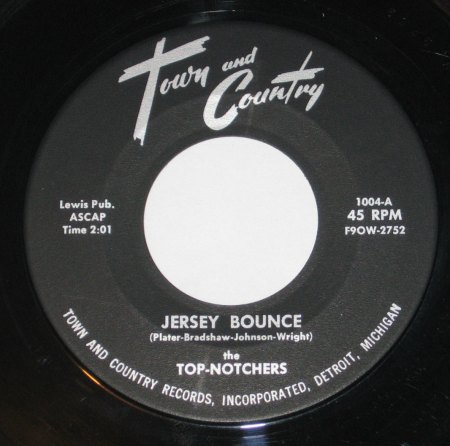 Town and
Country
Lewis Pub.
ASCAP
Time 2:01
1004-A
45 RPM
F9OW-2752
JERSEY BOUNCE
(Plater-Bradshaw-Johnson-Wright)
the
TOP-NOTCHERS
TOWN AND COUNTRY RECORDS, INCORPORATED, DETROIT, MICHIGAN